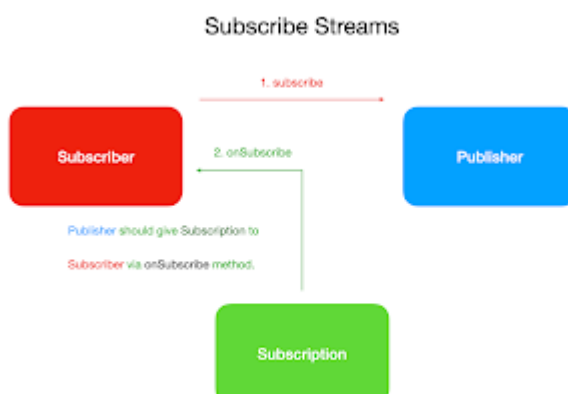 Subscribe Streams
1. subscribe
Subscriber
Publisher
2. onSubscribe
Publisher should give Subscription to
Subscriber via onSubscribe method.
Subscription